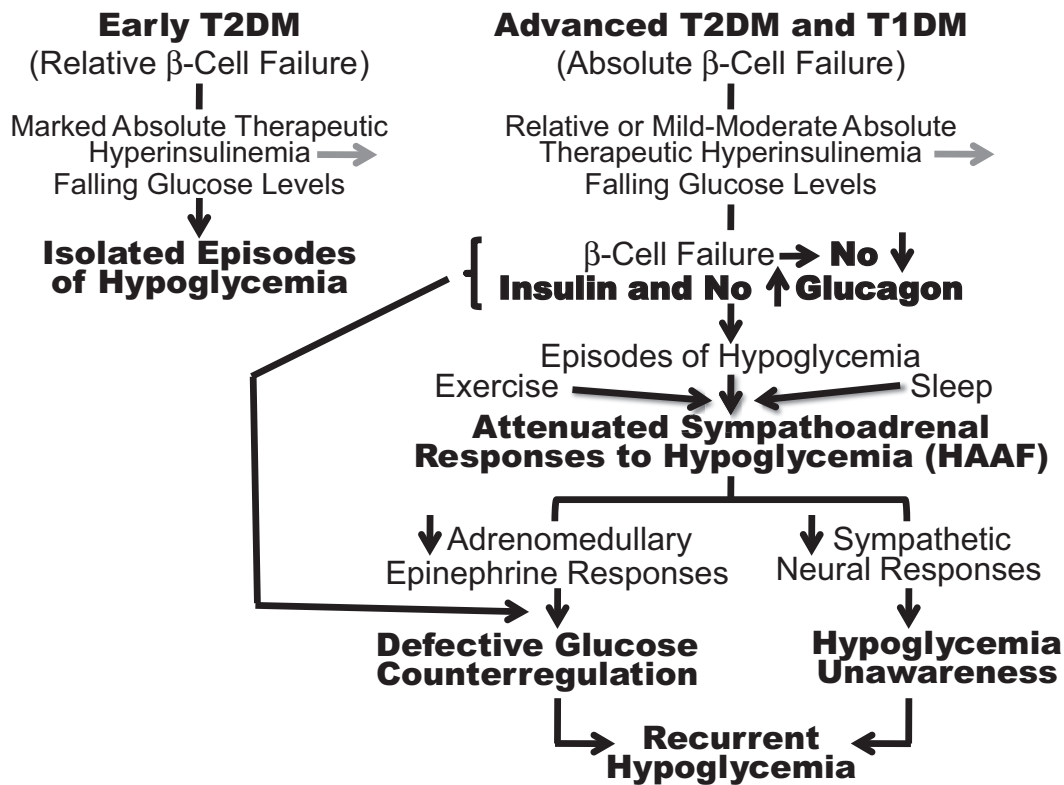 Early T2DM
(Relative β-Cell Failure)
Marked Absolute Therapeutic
Hyperinsulinemia →
Falling Glucose Levels
Isolated Episodes
of Hypoglycemia
Advanced T2DM and T1DM
(Absolute β-Cell Failure)
Relative or Mild-Moderate Absolute
Therapeutic Hyperinsulinemia →
Falling Glucose Levels
β-Cell Failure → No ↓
Insulin and No ↑ Glucagon
Episodes of Hypoglycemia
Exercise
Sleep
Attenuated Sympathoadrenal
Responses to Hypoglycemia (HAAF)
↓ Adrenomedullary
Epinephrine Responses
↓ Sympathetic
Neural Responses
Defective Glucose
Counterregulation
Hypoglycemia
Unawareness
Recurrent
Hypoglycemia